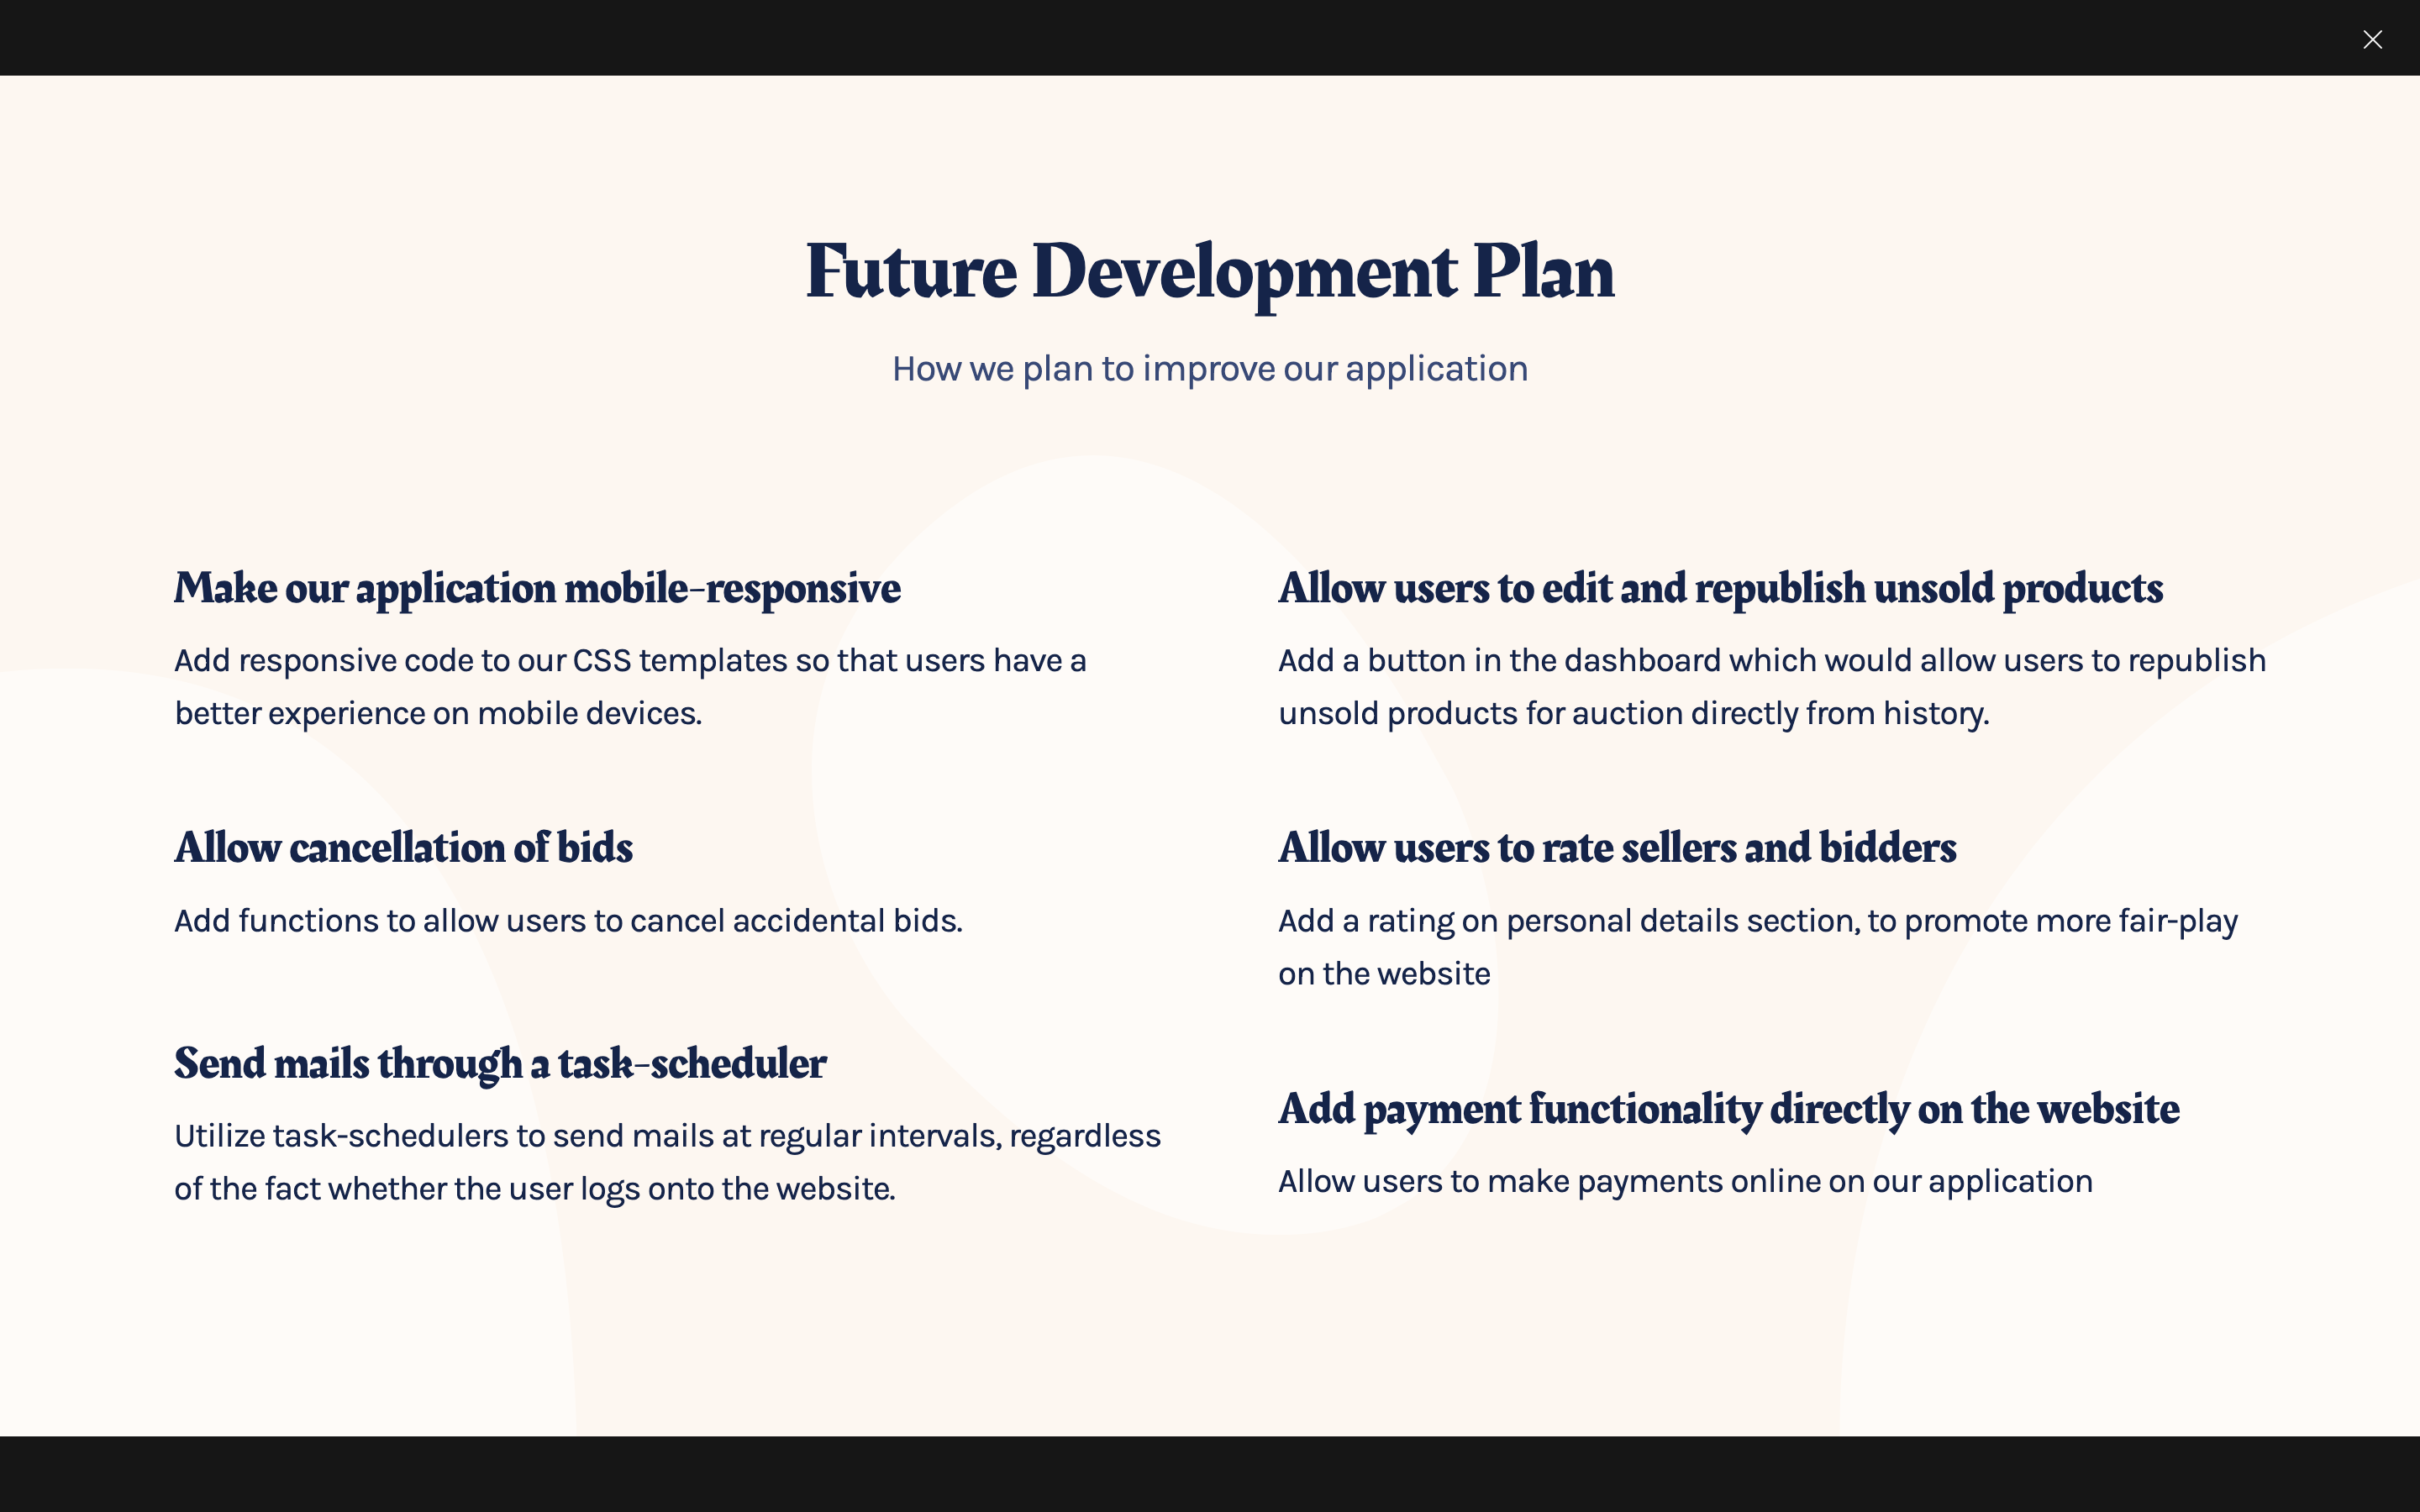 Future Development Plan
How we plan to improve our application
Make our application mobile-responsive
Add responsive code to our CSS templates so that users have a
better experience on mobile devices.
Allow cancellation of bids
Add functions to allow users to cancel accidental bids.
Send mails through a task-scheduler
Utilize task-schedulers to send mails at regular intervals, regardless
of the fact whether the user logs onto the website.
Allow users to edit and republish unsold products
Add a button in the dashboard which would allow users to republish
unsold products for auction directly from history.
Allow users to rate sellers and bidders
Add a rating on personal details section, to promote more fair-play
on the website
Add payment functionality directly on the website
Allow users to make payments online on our application